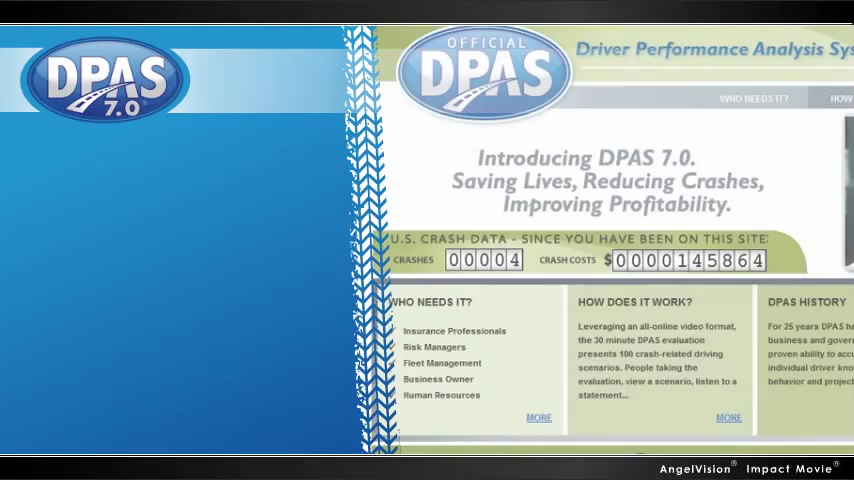 DPAS
7.0
OFFICIAL
DPAS
Driver Performance Analysis Sys
WHO NEEDS IT?
HOW
Introducing DPAS 7.0.
Saving Lives, Reducing Crashes,
Improving Profitability.
U.S. CRASH DATA - SINCE YOU HAVE BEEN ON THIS SITE:
CRASHES 00004 CRASH COSTS $0000145864
WHO NEEDS IT?
Insurance Professionals
Risk Managers
Fleet Management
Business Owner
Human Resources
MORE
HOW DOES IT WORK?
Leveraging an all-online video format,
the 30 minute DPAS evaluation
presents 100 crash-related driving
scenarios. People taking the
evaluation, view a scenario, listen to a
statement...
MORE
DPAS HISTORY
For 25 years DPAS ha
business and govern
proven ability to accu
individual driver know
behavior and project
AngelVision® Impact Movie®